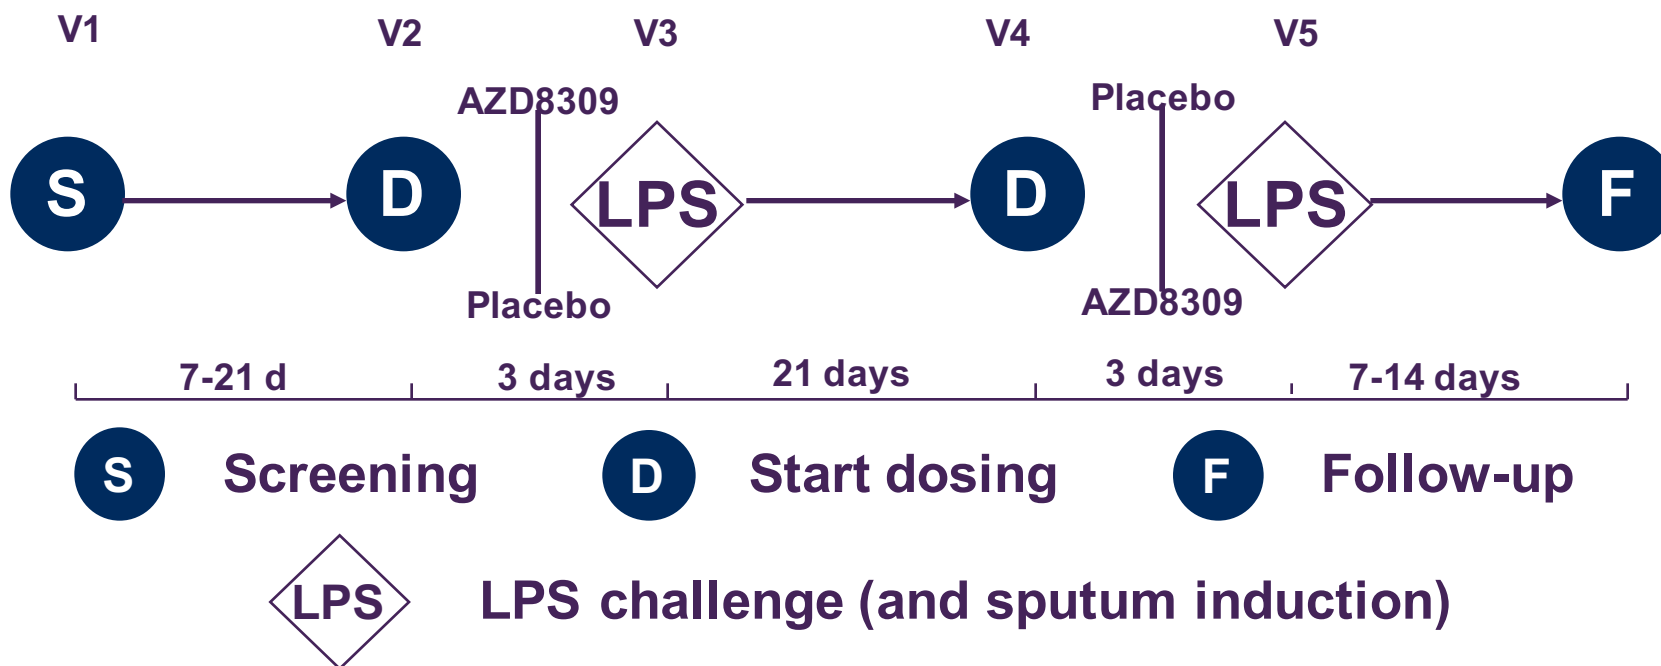 V1 V2 V3 V4 V5
AZD8309 Placebo
S D LPS D LPS F
Placebo AZD8309
7-21 d 3 days 21 days 3 days 7-14 days
S Screening D Start dosing F Follow-up
LPS LPS challenge (and sputum induction)